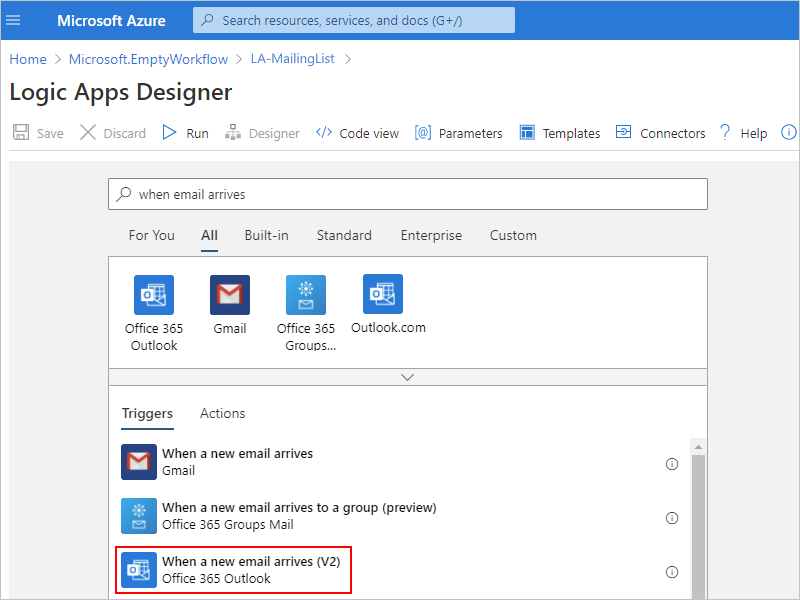 Microsoft Azure
Search resources, services, and docs (G+/)
Home > Microsoft.EmptyWorkflow > LA-MailingList >
Logic Apps Designer
Save Discard Run Designer Code view Parameters Templates Connectors Help
when email arrives
For You All Built-in Standard Enterprise Custom
Office 365 Outlook
Gmail
Office 365 Groups...
Outlook.com
Triggers Actions
When a new email arrives
Gmail
When a new email arrives to a group (preview)
Office 365 Groups Mail
When a new email arrives (V2)
Office 365 Outlook